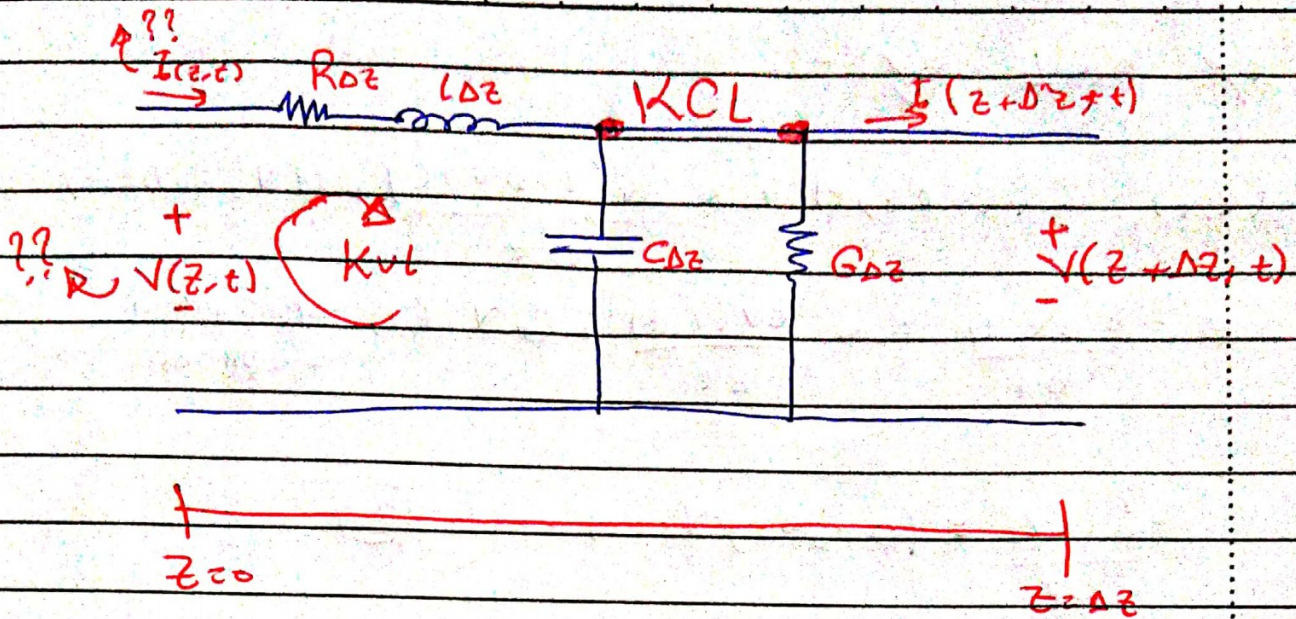 ??
I(z,t) RΔz LΔz KCL I(z+Δz,t)
+ +
?? V(z,t) KVL CΔz GΔz V(z+Δz,t)
- -
z=0 z=Δz